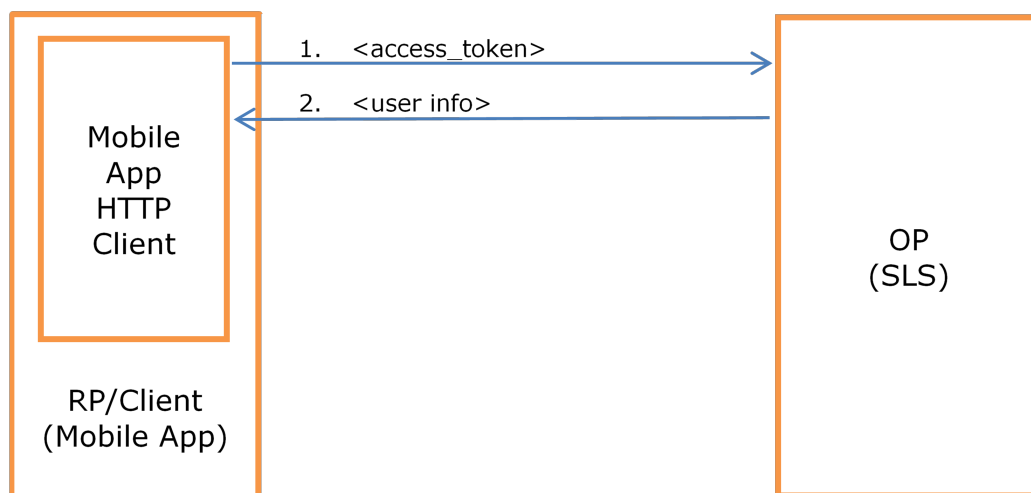 1. <access_token>
2. <user info>
Mobile
App
HTTP
Client
OP
(SLS)
RP/Client
(Mobile App)